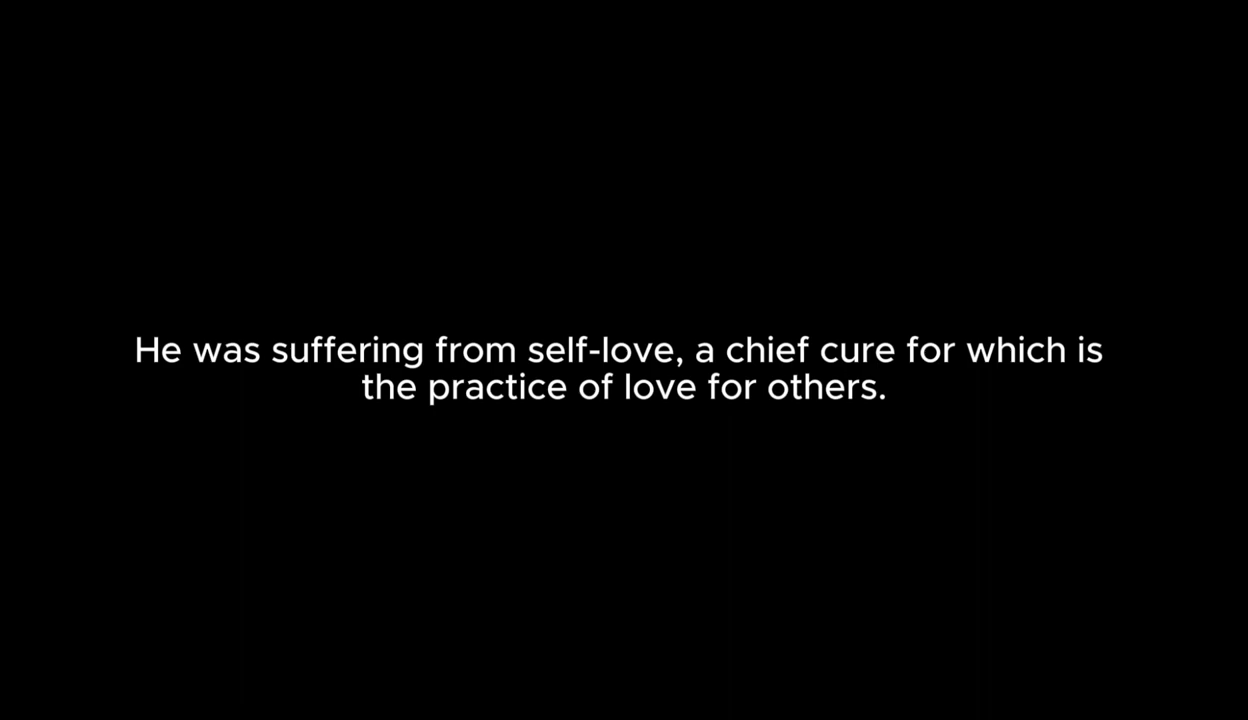 He was suffering from self-love, a chief cure for which is
the practice of love for others.